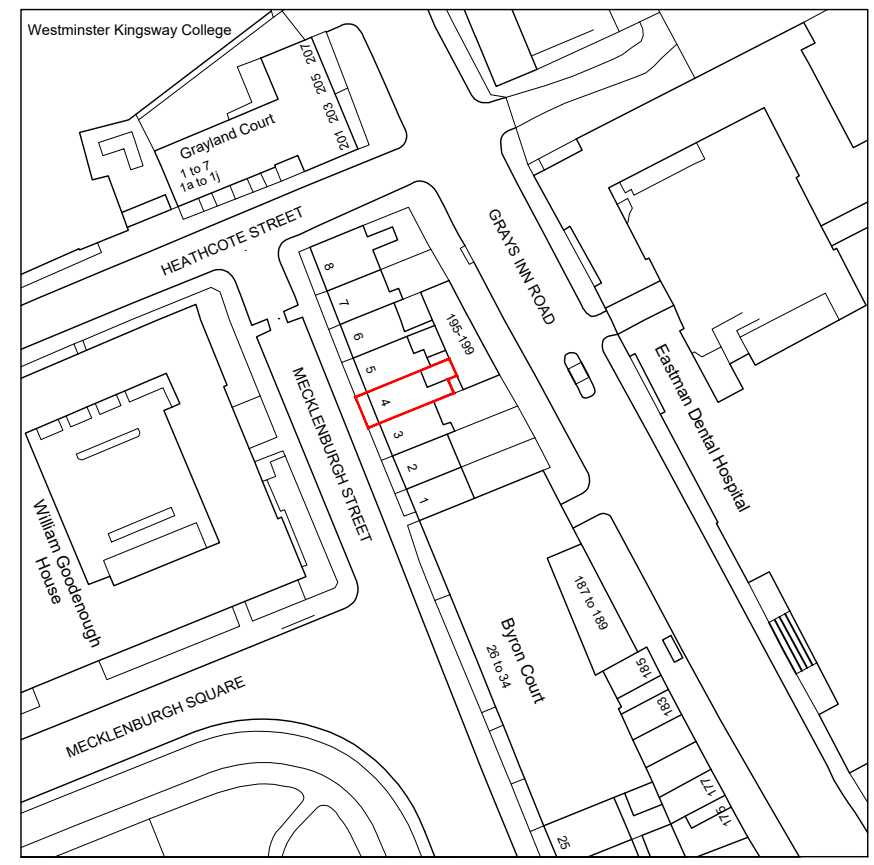 Westminster Kingsway College
207
205
203
201
Grayland Court
1 to 7
1a to 1j
HEATHCOTE STREET
GRAYS INN ROAD
8
7
6
5
4
3
2
1
195-199
MECKLENBURGH STREET
Eastman Dental Hospital
William Goodenough
House
187 to 189
Byron Court
26 to 34
185
183
177
175
25
MECKLENBURGH SQUARE